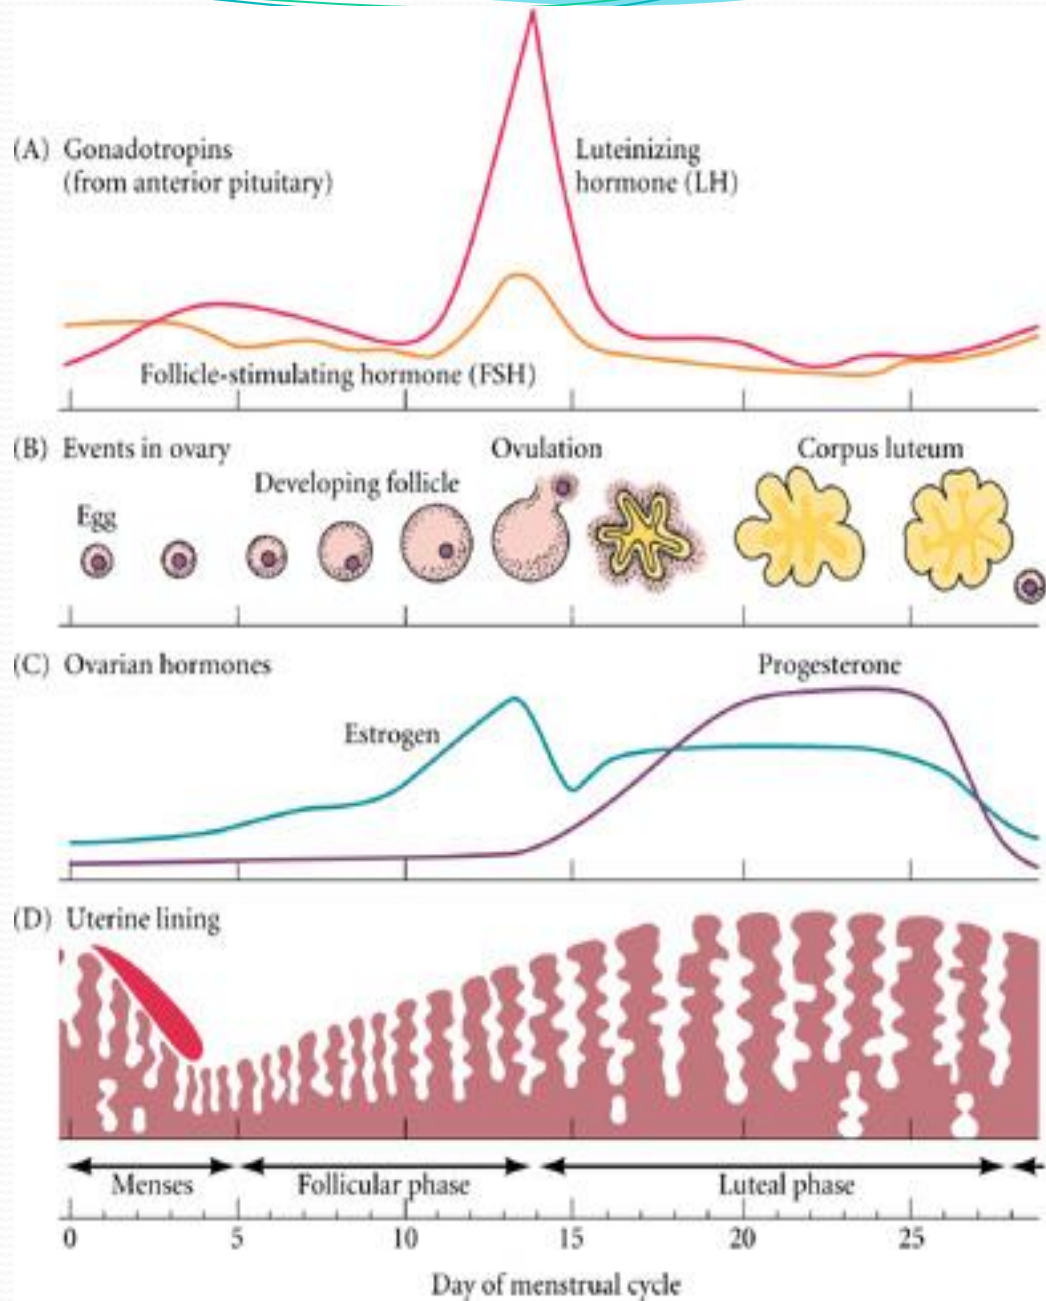 (A) Gonadotropins
(from anterior pituitary)
Luteinizing
hormone (LH)
Follicle-stimulating hormone (FSH)
(B) Events in ovary
Ovulation
Corpus luteum
Developing follicle
Egg
(C) Ovarian hormones
Progesterone
Estrogen
(D) Uterine lining
Menses
Follicular phase
Luteal phase
0 5 10 15 20 25
Day of menstrual cycle